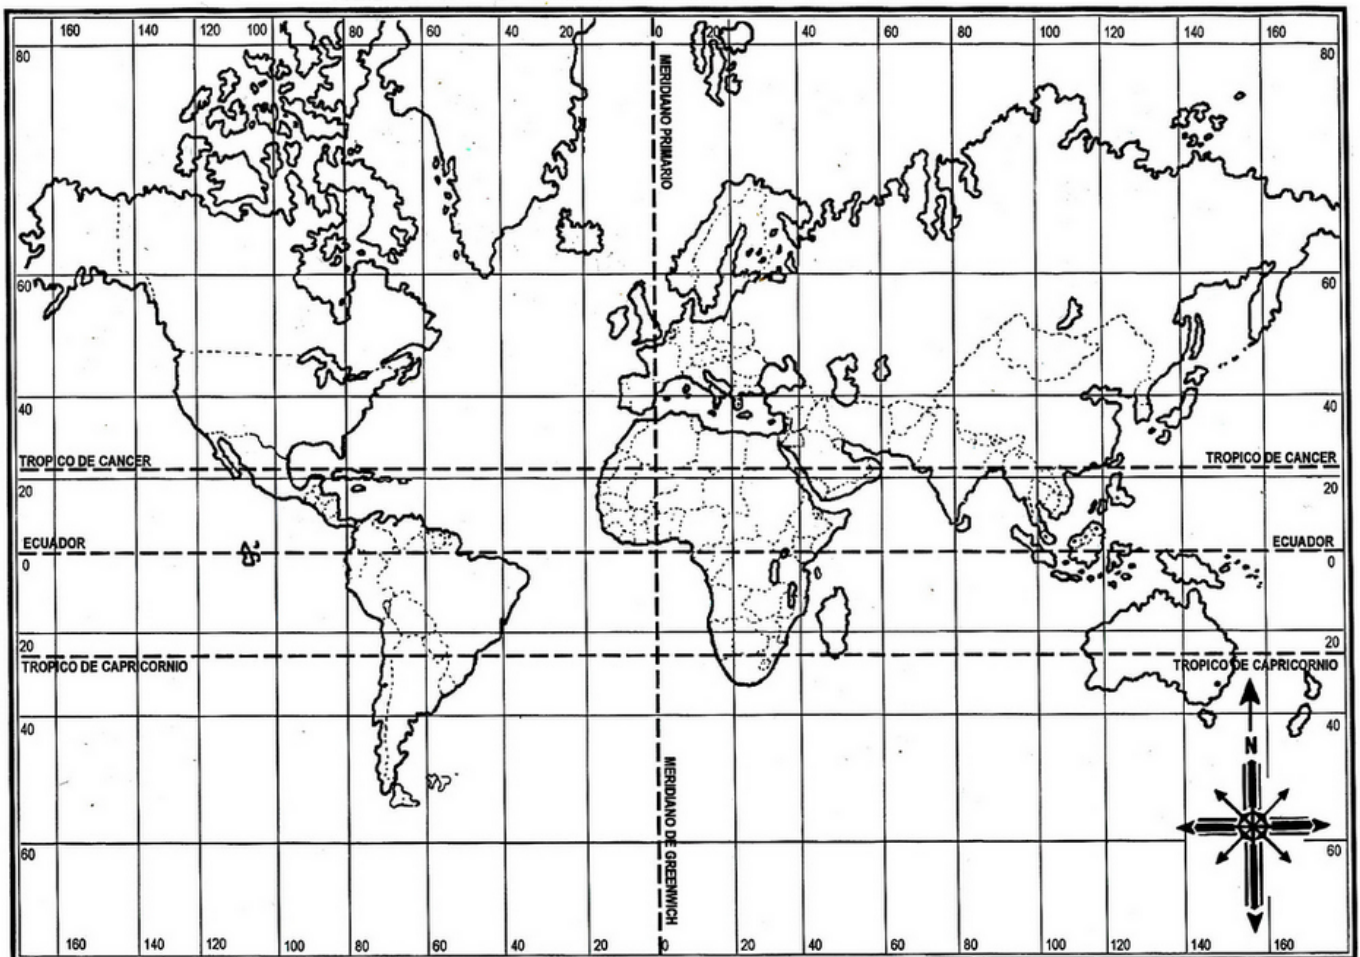 160 140 120 100 80 60 40 20 0 20 40 60 80 100 120 140 160
80 80
MERIDIANO PRIMARIO
60 60
40 40
TROPICO DE CANCER TROPICO DE CANCER
20 20
ECUADOR ECUADOR
0 0
20 20
TROPICO DE CAPRICORNIO TROPICO DE CAPRICORNIO
40 40
N
MERIDIANO DE GREENWICH
60 60
160 140 120 100 80 60 40 20 0 20 40 60 80 100 120 140 160